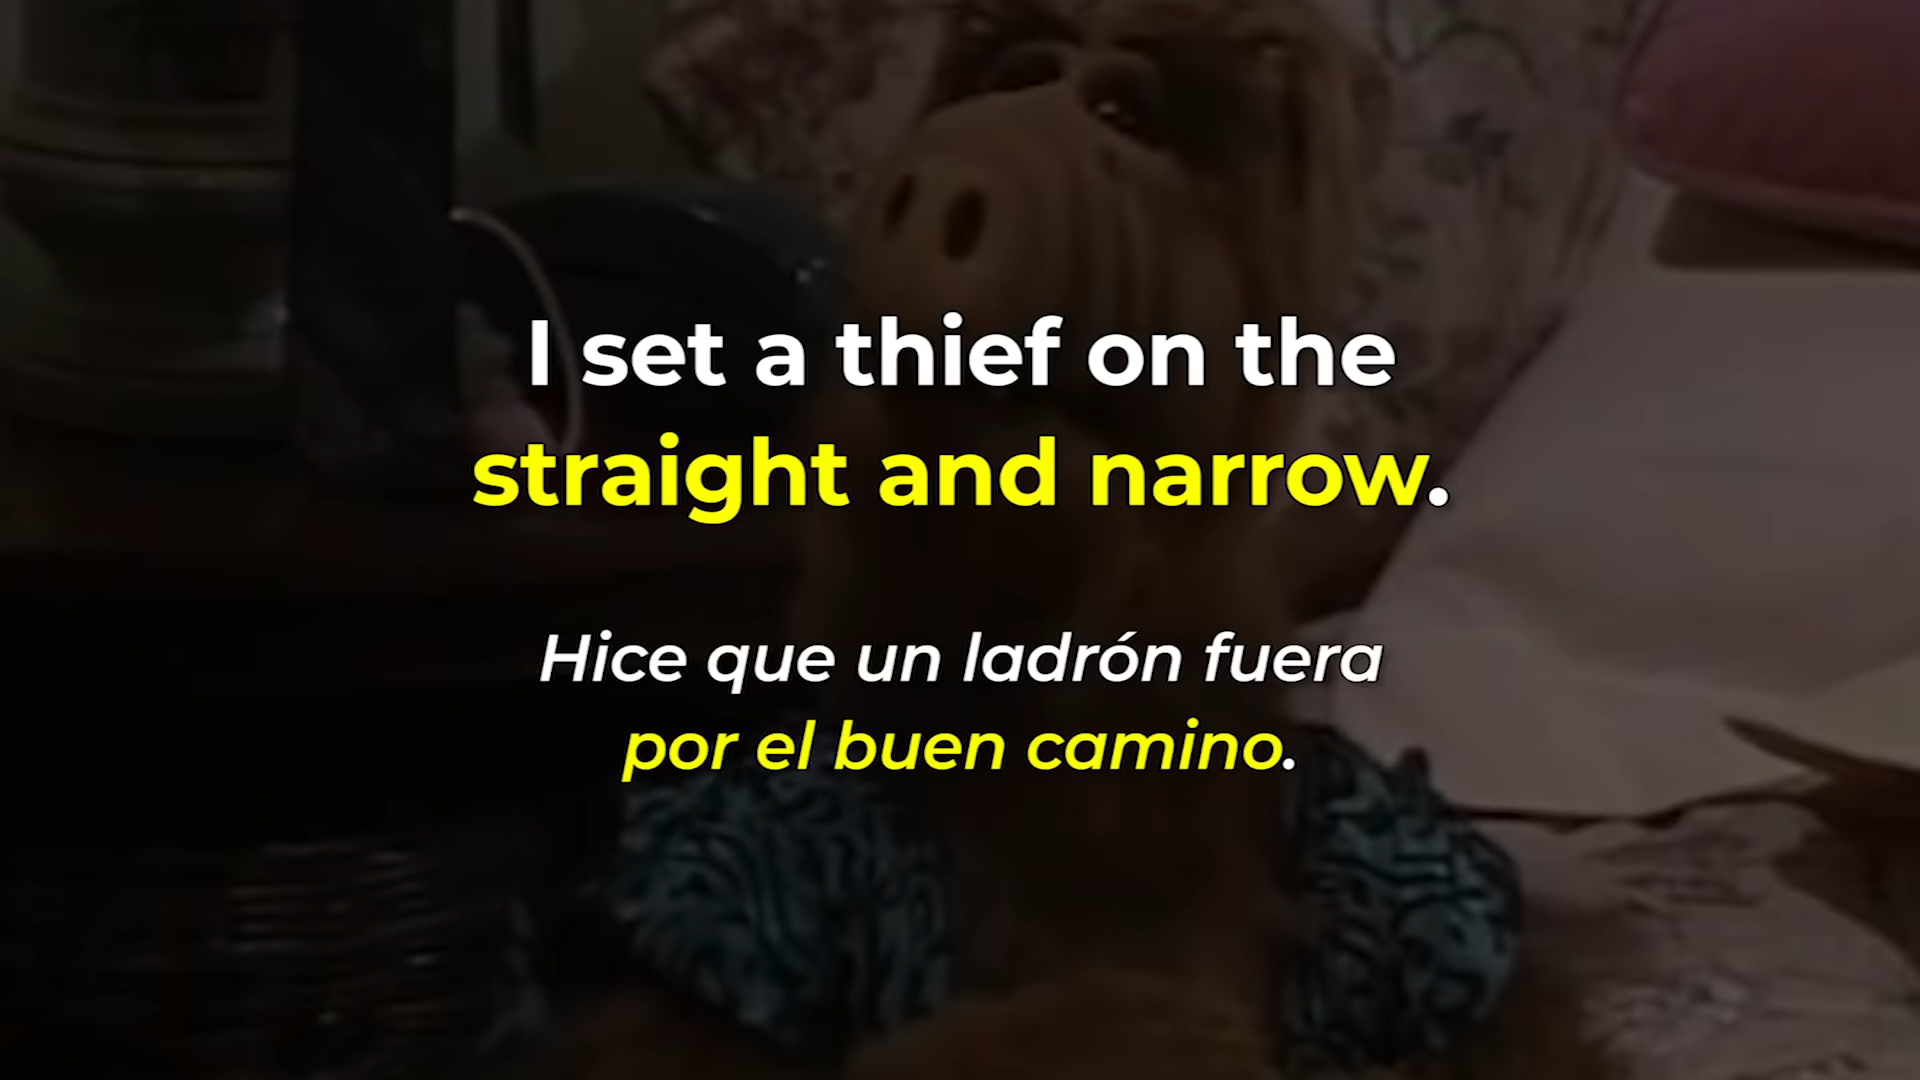 I set a thief on the
straight and narrow.
Hice que un ladrón fuera
por el buen camino.